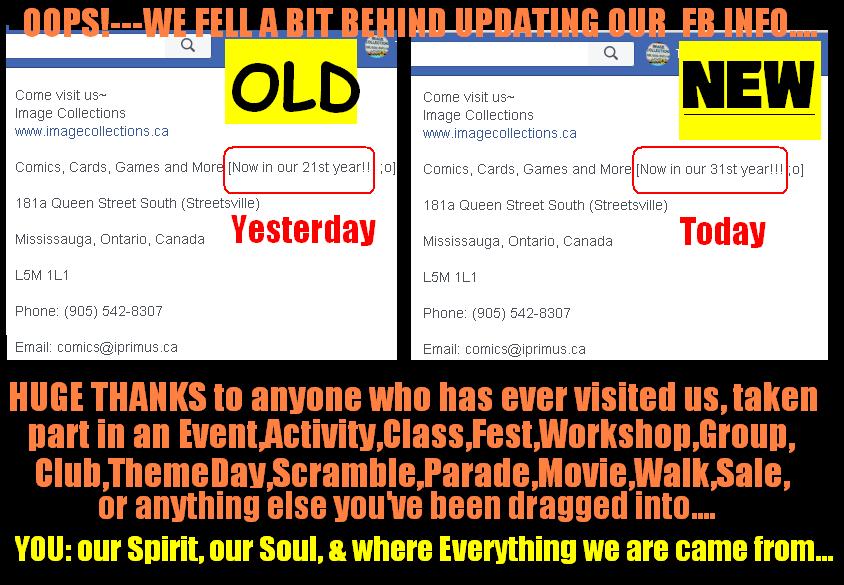 OOPS!---WE FELL A BIT BEHIND UPDATING OUR FB INFO....
OLD
Come visit us~
Image Collections
www.imagecollections.ca
Comics, Cards, Games and More [Now in our 21st year!! ;o]
181a Queen Street South (Streetsville)
Yesterday
Mississauga, Ontario, Canada
L5M 1L1
Phone: (905) 542-8307
Email: comics@iprimus.ca
NEW
Come visit us~
Image Collections
www.imagecollections.ca
Comics, Cards, Games and More [Now in our 31st year!!! ;o]
181a Queen Street South (Streetsville)
Today
Mississauga, Ontario, Canada
L5M 1L1
Phone: (905) 542-8307
Email: comics@iprimus.ca
HUGE THANKS to anyone who has ever visited us, taken
part in an Event,Activity,Class,Fest,Workshop,Group,
Club,ThemeDay,Scramble,Parade,Movie,Walk,Sale,
or anything else you've been dragged into....
YOU: our Spirit, our Soul, & where Everything we are came from...